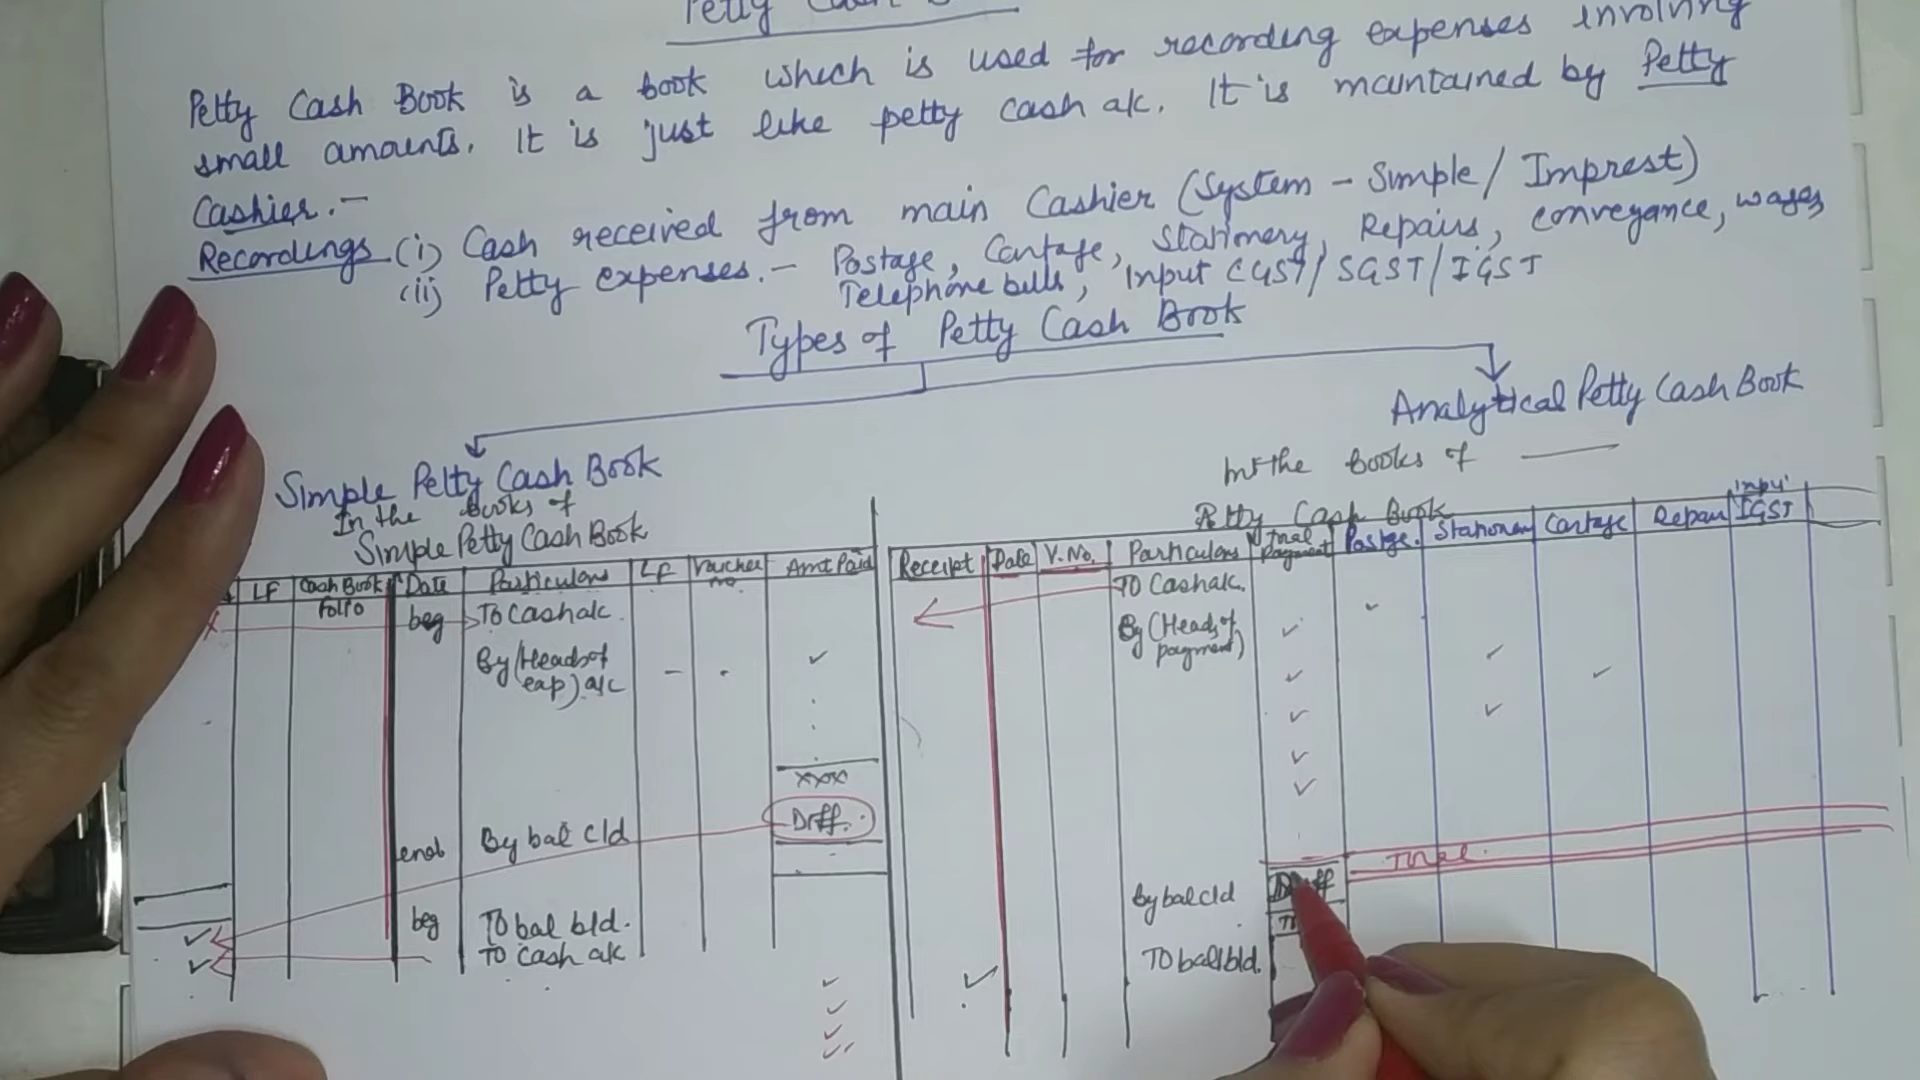 Petty Cash
Petty Cash Book is a book which is used for recording expenses involving
small amounts. It is just like petty cash a/c. It is maintained by Petty
Cashier.-
Recordings (i) Cash received from main Cashier (System - Simple / Imprest)
(ii) Petty expenses.- Postage, Cartage, Stationery, Repairs, conveyance, wages
Telephone bills, Input CGST/SGST/IGST
Types of Petty Cash Book
Simple Petty Cash Book
Analytical Petty Cash Book
In the books of
Simple Petty Cash Book
LF Cash Book Folio Date Particulars LF Voucher no Amt Paid
beg To Cash a/c.
By (Heads of
exp) a/c
xxx
Diff.
end By bal c/d
beg To bal b/d.
To cash a/c
In the books of
Petty Cash Book
Receipt Date V. No. Particulars Total Payment Postge. Stationery Cartage Repair Input IGST
To Cash a/c.
By (Heads of
payment)
Total.
By bal c/d Diff
To bal b/d.